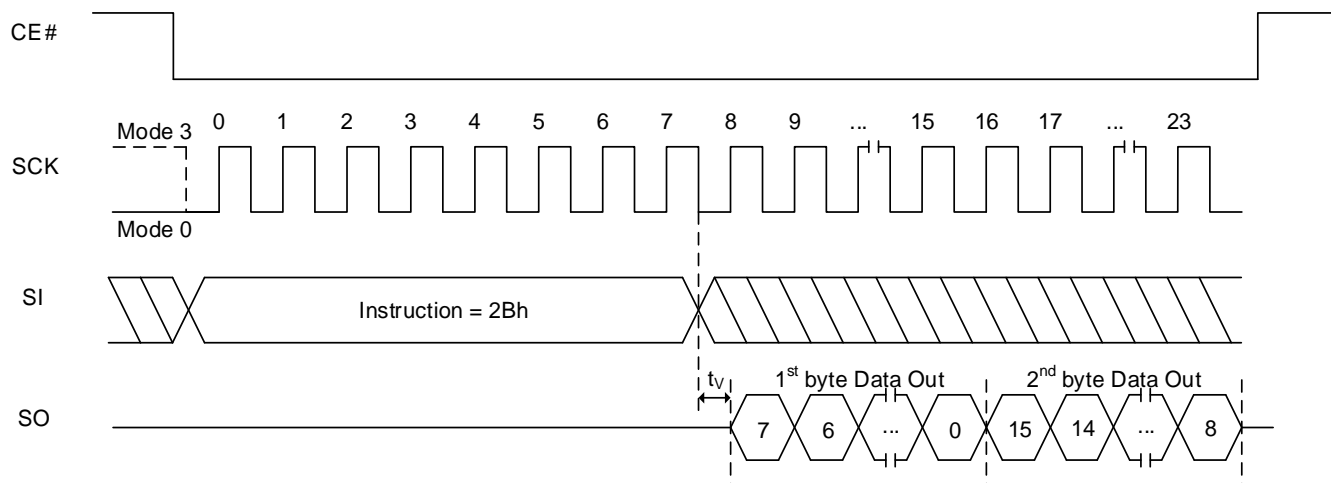 CE#
0 1 2 3 4 5 6 7 8 9 ... 15 16 17 ... 23
Mode 3
SCK
Mode 0
SI
Instruction = 2Bh
tV 1st byte Data Out 2nd byte Data Out
SO
7 6 ... 0 15 14 ... 8